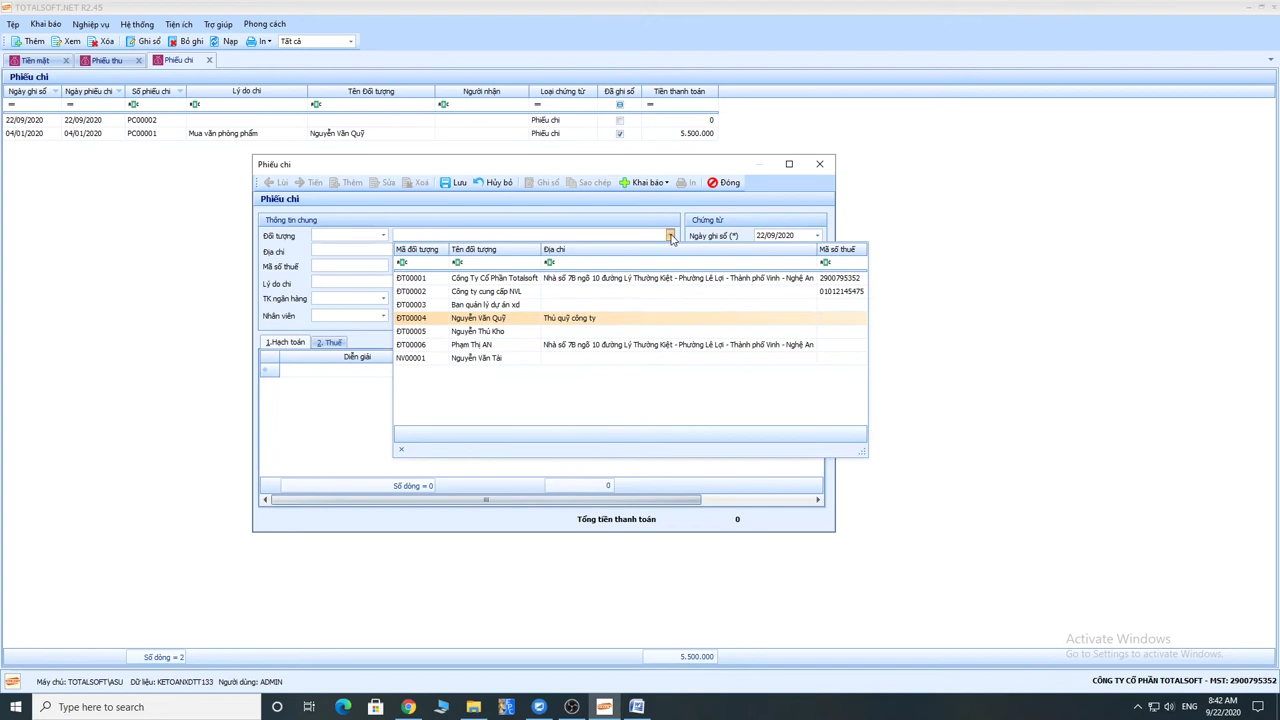 TOTALSOFT.NET R2.45
Tệp Khai báo Nghiệp vụ Hệ thống Tiện ích Trợ giúp Phong cách
Thêm Xem Xóa Ghi sổ Bỏ ghi Nạp In Tất cả
Tiền mặt Phiếu thu Phiếu chi
Phiếu chi
Ngày ghi sổ Ngày phiếu chi Số phiếu chi Lý do chi Tên Đối tượng Người nhận Loại chứng từ Đã ghi sổ Tiền thanh toán
22/09/2020 22/09/2020 PC00002 Phiếu chi 0
04/01/2020 04/01/2020 PC00001 Mua văn phòng phẩm Nguyễn Văn Quỹ Phiếu chi 5.500.000
Phiếu chi
Lùi Tiến Thêm Sửa Xoá Lưu Hủy bỏ Ghi sổ Sao chép Khai báo In Đóng
Phiếu chi
Thông tin chung Chứng từ
Đối tượng Ngày ghi sổ (*) 22/09/2020
Địa chỉ
Mã số thuế
Lý do chi
TK ngân hàng
Nhân viên
Mã đối tượng Tên đối tượng Địa chỉ Mã số thuế
ĐT00001 Công Ty Cổ Phần Totalsoft Nhà số 7B ngõ 10 đường Lý Thường Kiệt - Phường Lê Lợi - Thành phố Vinh - Nghệ An 2900795352
ĐT00002 Công ty cung cấp NVL 01012145475
ĐT00003 Ban quản lý dự án xd
ĐT00004 Nguyễn Văn Quỹ Thủ quỹ công ty
ĐT00005 Nguyễn Thủ Kho
ĐT00006 Phạm Thị AN Nhà số 7B ngõ 10 đường Lý Thường Kiệt - Phường Lê Lợi - Thành phố Vinh - Nghệ An
NV00001 Nguyễn Văn Tài
1.Hạch toán 2. Thuế
Diễn giải
Số dòng = 0 0
Tổng tiền thanh toán 0
Activate Windows
Go to Settings to activate Windows.
Số dòng = 2 5.500.000
Máy chủ: TOTALSOFT\ASU Dữ liệu: KETOANXDTT133 Người dùng: ADMIN CÔNG TY CỔ PHẦN TOTALSOFT - MST: 2900795352
Type here to search ENG 8:42 AM
9/22/2020